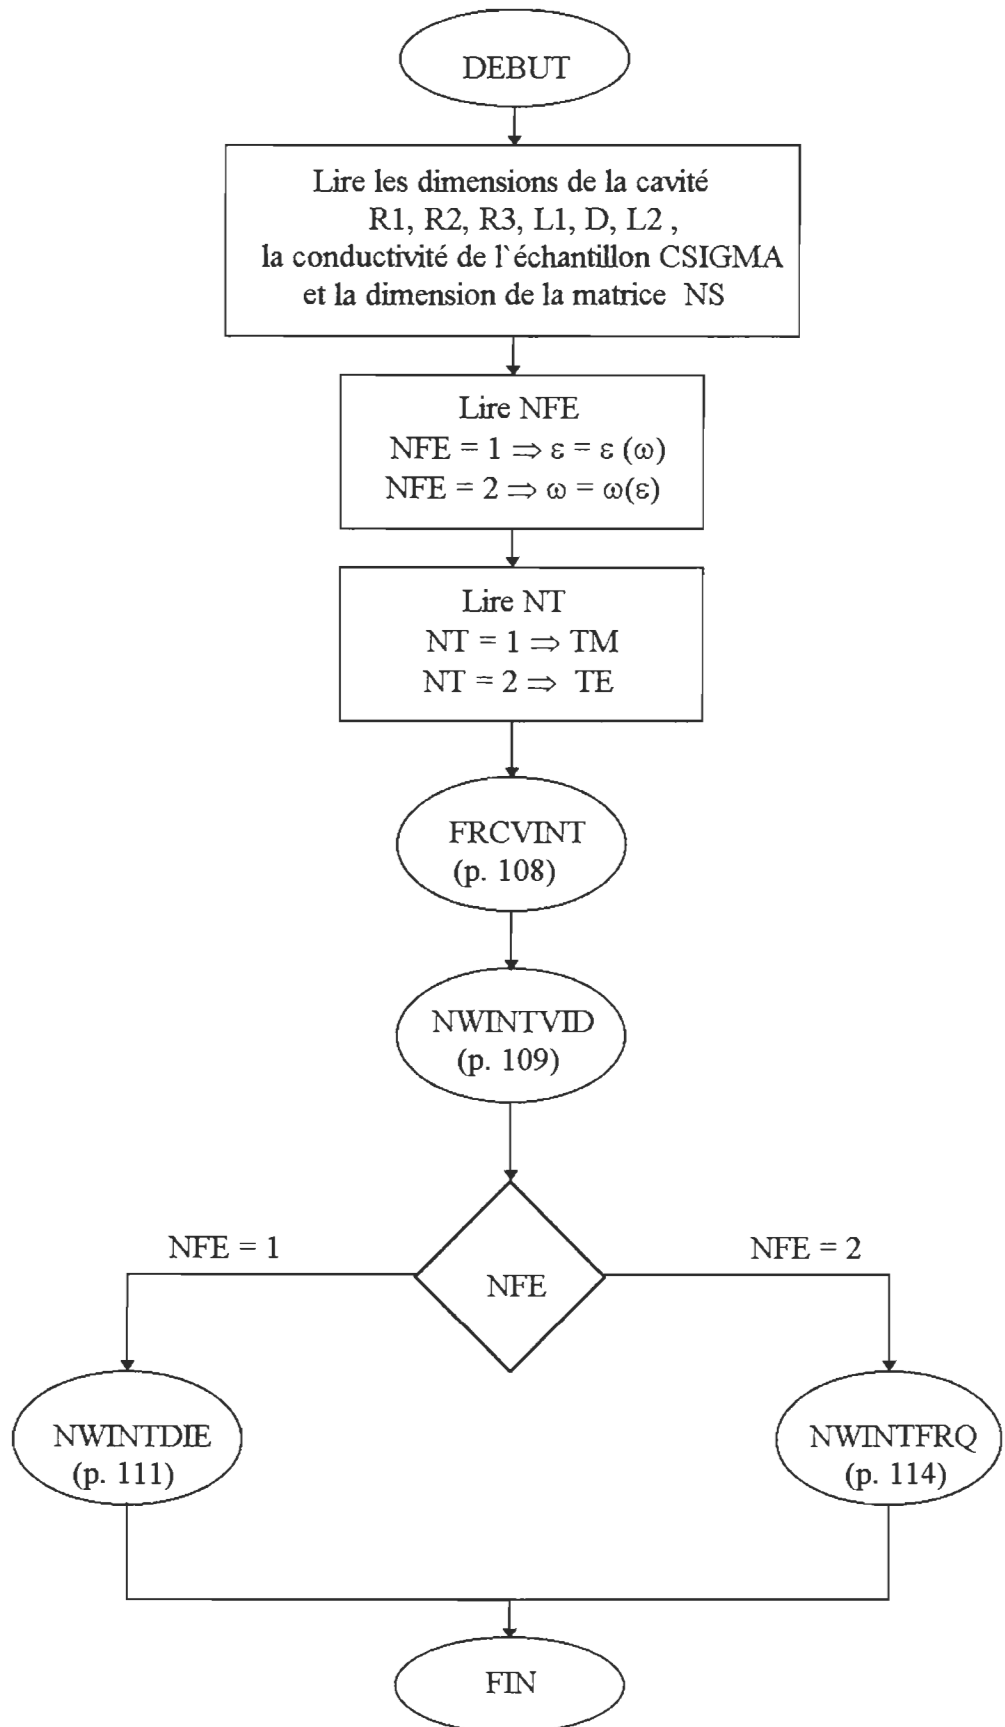 DEBUT
Lire les dimensions de la cavité
R1, R2, R3, L1, D, L2 ,
la conductivité de l`échantillon CSIGMA
et la dimension de la matrice NS
Lire NFE
NFE = 1 ⇒ ε = ε (ω)
NFE = 2 ⇒ ω = ω(ε)
Lire NT
NT = 1 ⇒ TM
NT = 2 ⇒ TE
FRCVINT
(p. 108)
NWINTVID
(p. 109)
NFE = 1
NFE = 2
NFE
NWINTDIE
(p. 111)
NWINTFRQ
(p. 114)
FIN